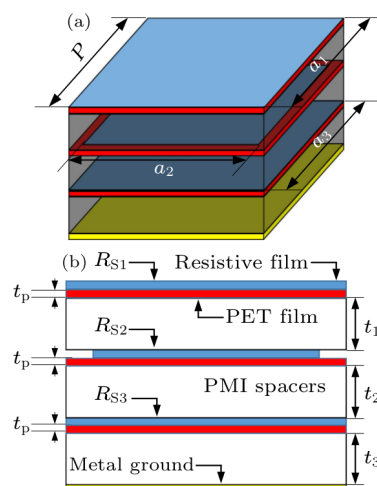 (a)
P
a1
a3
a2
(b)
RS1
Resistive film
tp
PET film
t1
RS2
tp
PMI spacers
t2
RS3
tp
Metal ground
t3